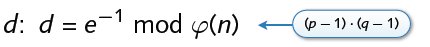 d: d = e⁻¹ mod φ(n)
(p – 1)·(q – 1)